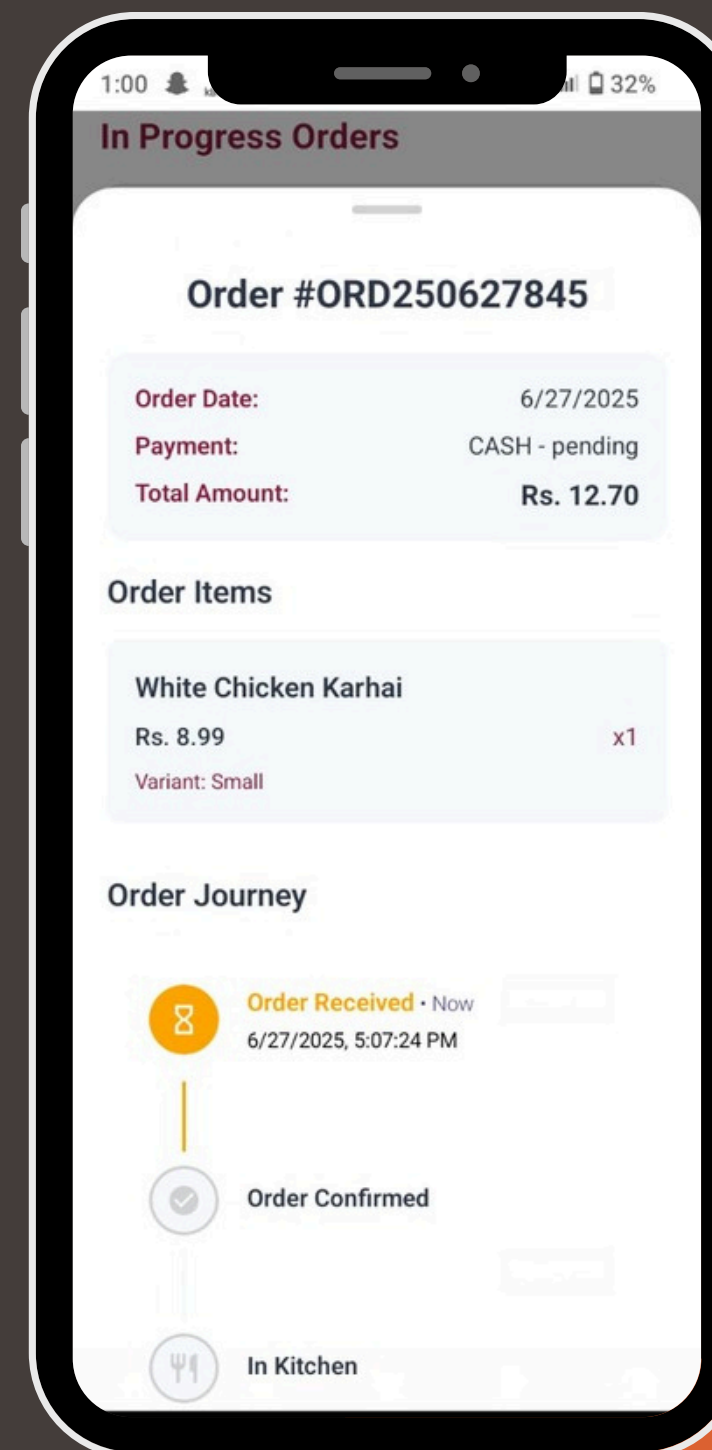 1:00 32%
In Progress Orders
Order #ORD250627845
Order Date: 6/27/2025
Payment: CASH - pending
Total Amount: Rs. 12.70
Order Items
White Chicken Karhai
Rs. 8.99 x1
Variant: Small
Order Journey
Order Received • Now
6/27/2025, 5:07:24 PM
Order Confirmed
In Kitchen